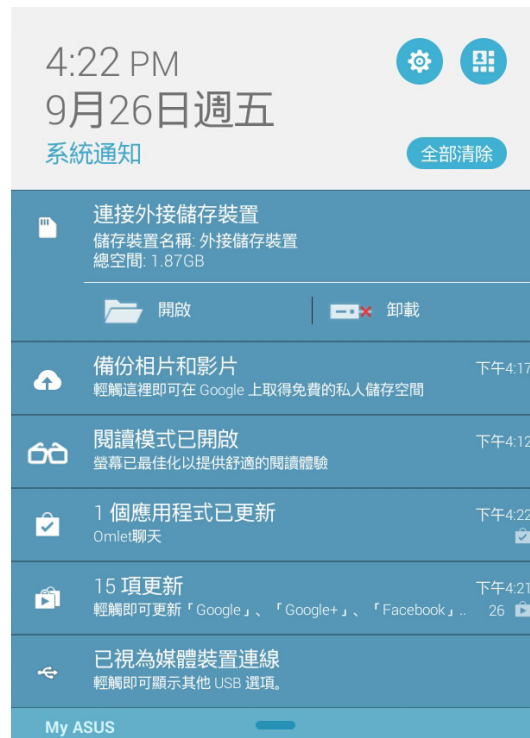 4:22 PM
9月26日週五
系統通知
全部清除
連接外接儲存裝置
儲存裝置名稱: 外接儲存裝置
總空間: 1.87GB
開啟
卸載
備份相片和影片
下午4:17
輕觸這裡即可在 Google 上取得免費的私人儲存空間
閱讀模式已開啟
下午4:12
螢幕已最佳化以提供舒適的閱讀體驗
1 個應用程式已更新
下午4:22
Omlet聊天
15 項更新
下午4:21
輕觸即可更新「Google」、「Google+」、「Facebook」..
26
已視為媒體裝置連線
輕觸即可顯示其他 USB 選項。
My ASUS